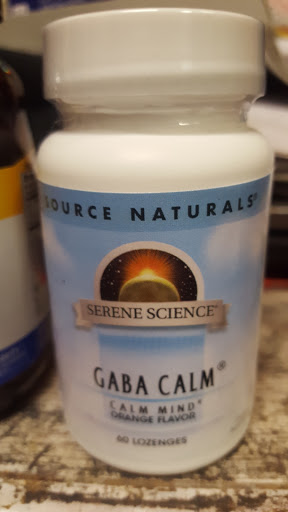 SOURCE NATURALS®
SERENE SCIENCE®
GABA CALM®
CALM MIND®
ORANGE FLAVOR
60 LOZENGES